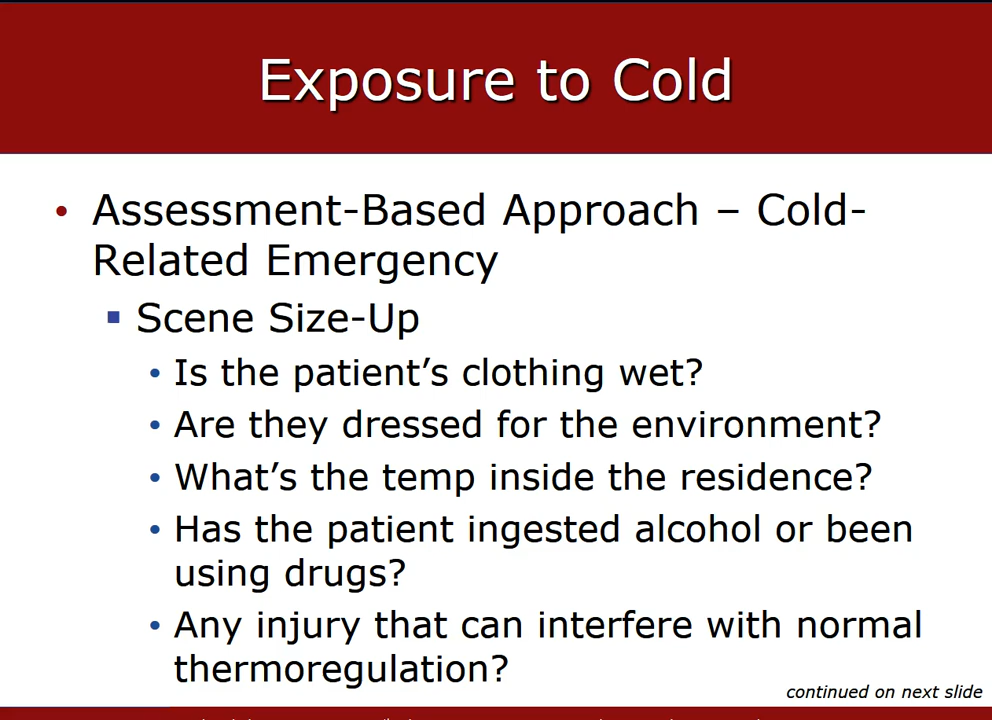 Exposure to Cold
• Assessment-Based Approach – Cold-
Related Emergency
▪ Scene Size-Up
• Is the patient’s clothing wet?
• Are they dressed for the environment?
• What’s the temp inside the residence?
• Has the patient ingested alcohol or been
using drugs?
• Any injury that can interfere with normal
thermoregulation?
continued on next slide